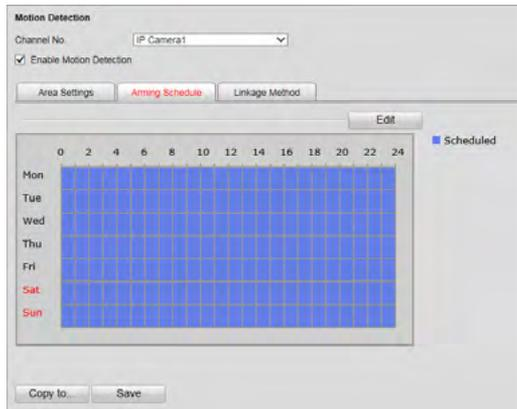 Motion Detection
Channel No. IP Camera1
Enable Motion Detection
Area Settings Arming Schedule Linkage Method
Edit
0 2 4 6 8 10 12 14 16 18 20 22 24
Scheduled
Mon
Tue
Wed
Thu
Fri
Sat
Sun
Copy to... Save